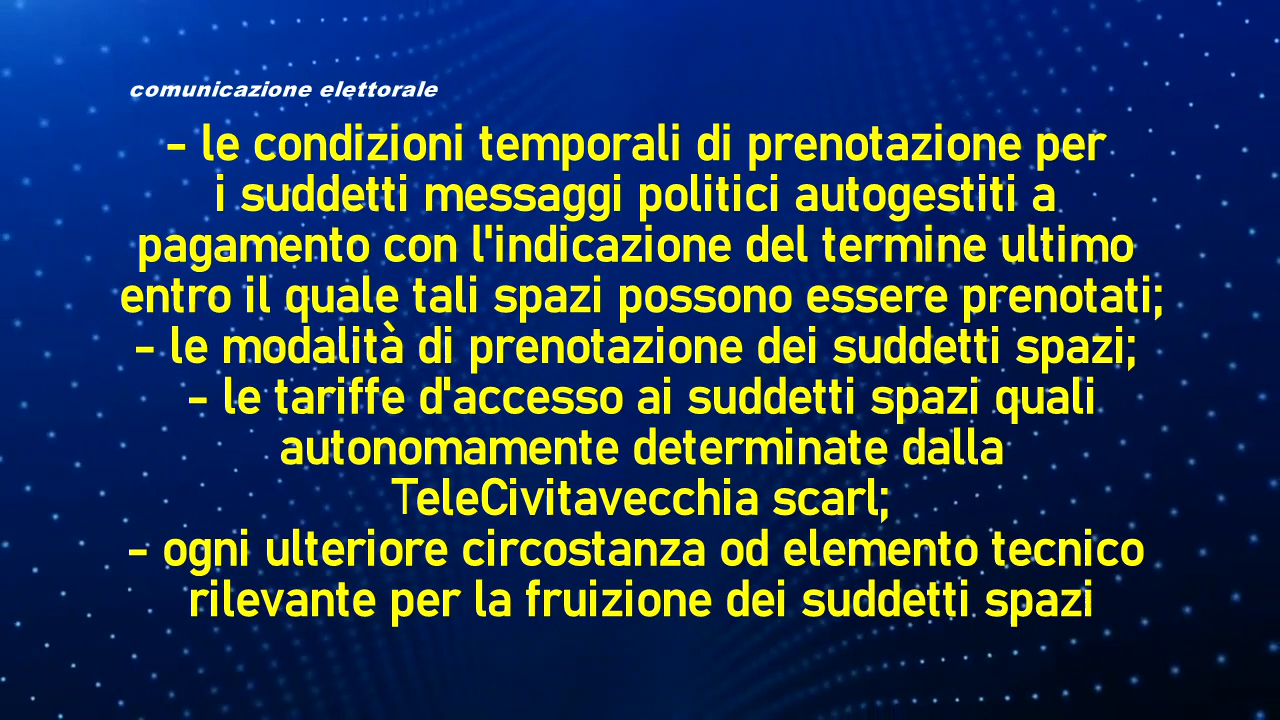 comunicazione elettorale
- le condizioni temporali di prenotazione per
i suddetti messaggi politici autogestiti a
pagamento con l'indicazione del termine ultimo
entro il quale tali spazi possono essere prenotati;
- le modalità di prenotazione dei suddetti spazi;
- le tariffe d'accesso ai suddetti spazi quali
autonomamente determinate dalla
TeleCivitavecchia scarl;
- ogni ulteriore circostanza od elemento tecnico
rilevante per la fruizione dei suddetti spazi